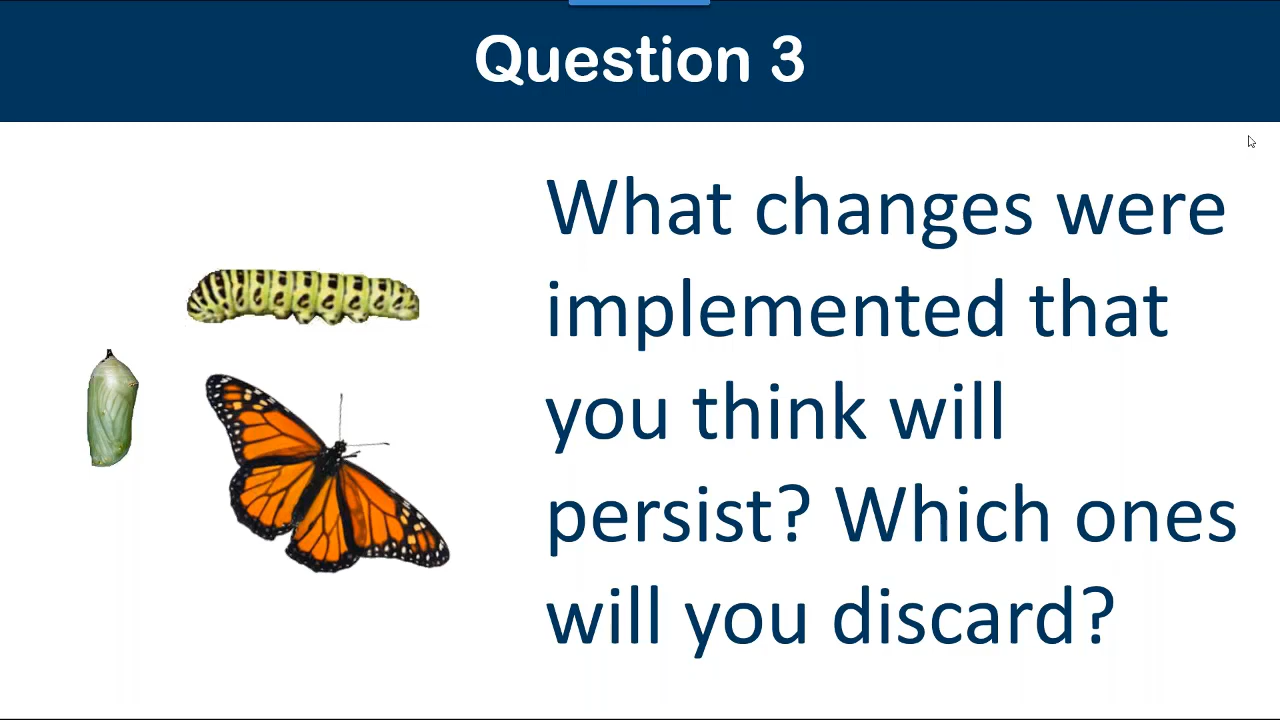 Question 3
What changes were
implemented that
you think will
persist? Which ones
will you discard?